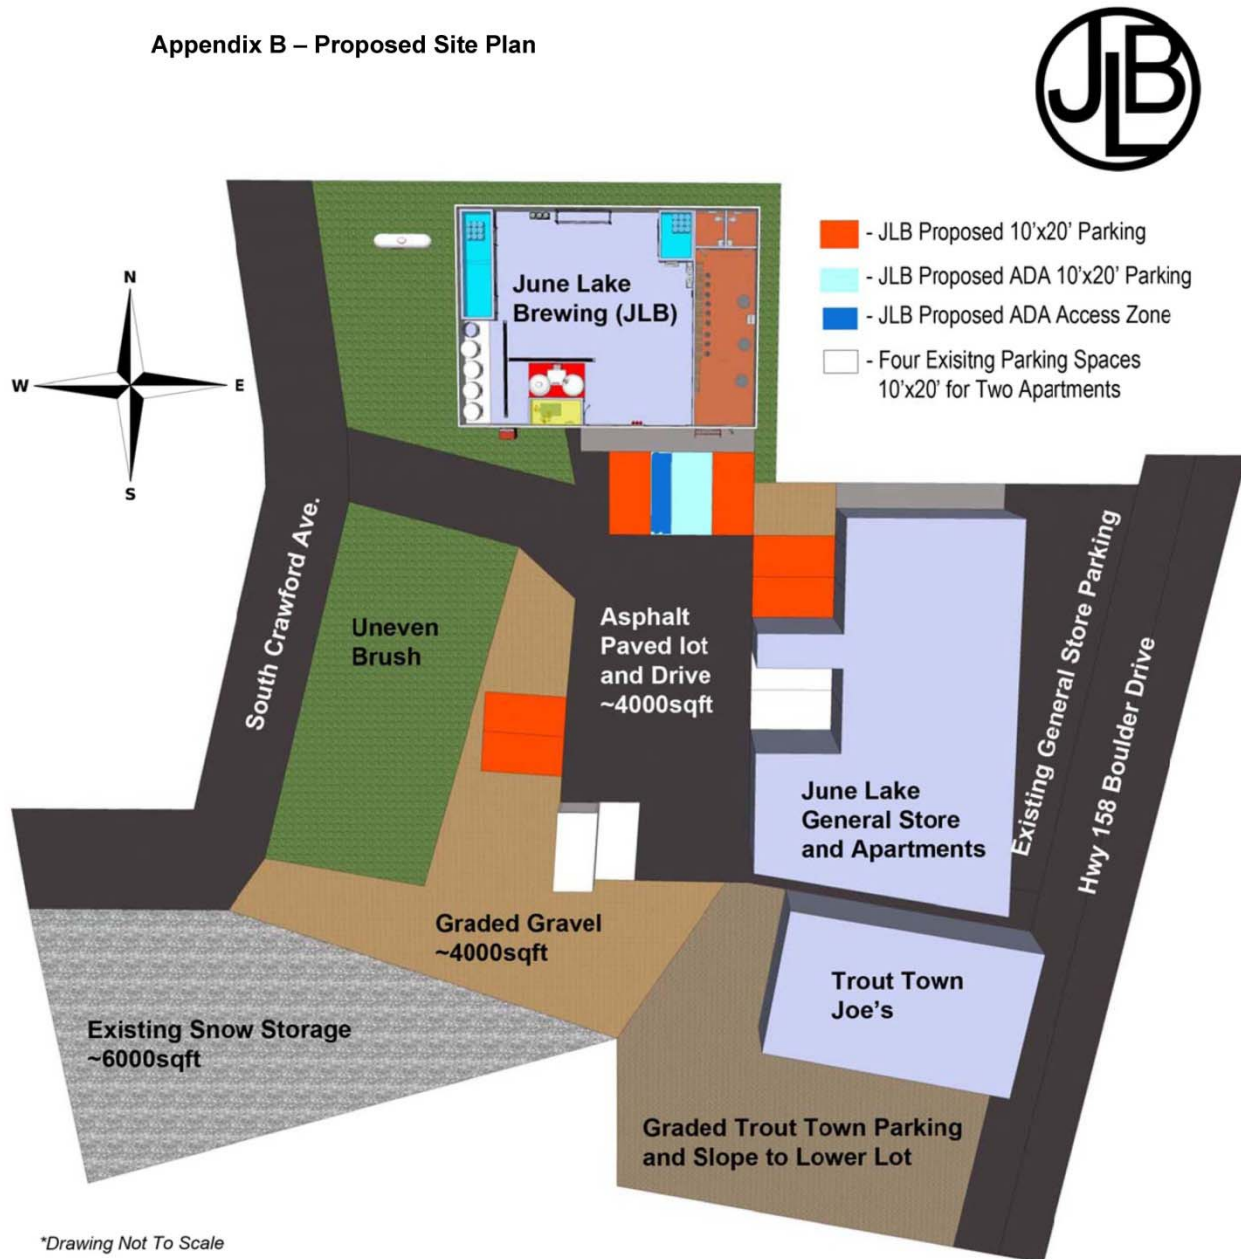 Appendix B – Proposed Site Plan
JLB
- JLB Proposed 10'x20' Parking
- JLB Proposed ADA 10'x20' Parking
- JLB Proposed ADA Access Zone
- Four Exisitng Parking Spaces
10'x20' for Two Apartments
N
W
E
S
June Lake
Brewing (JLB)
South Crawford Ave.
Uneven
Brush
Asphalt
Paved lot
and Drive
~4000sqft
Existing General Store Parking
Hwy 158 Boulder Drive
June Lake
General Store
and Apartments
Graded Gravel
~4000sqft
Trout Town
Joe's
Existing Snow Storage
~6000sqft
Graded Trout Town Parking
and Slope to Lower Lot
*Drawing Not To Scale